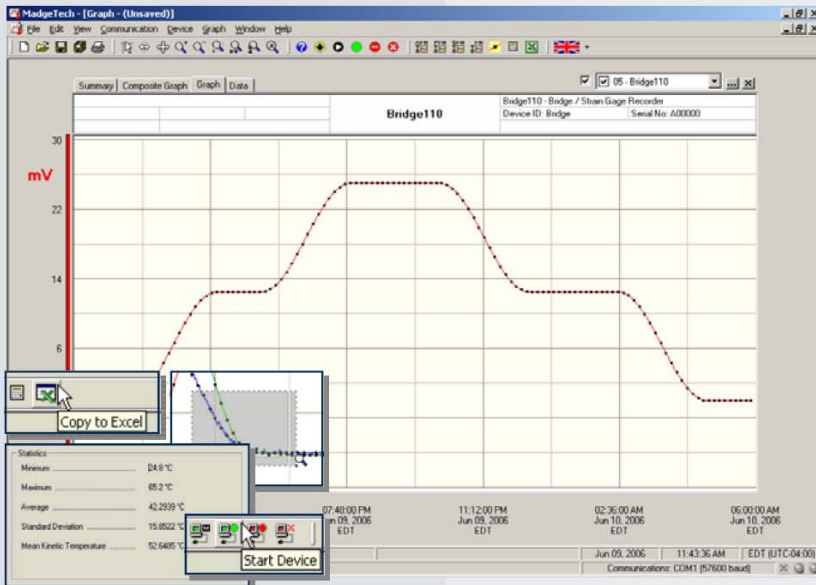 MadgeTech - [Graph - (Unsaved)]
File Edit View Communication Device Graph Window Help
Summary Composite Graph Graph Data
05 - Bridge110
Bridge110
Bridge110 - Bridge / Strain Gage Recorder
Device ID: Bridge Serial No: A00000
30
mV
22
14
6
Copy to Excel
Statistics
Minimum 24.8 °C
Maximum 65.2 °C
Average 42.2939 °C
Standard Deviation 15.8522 °C
Mean Kinetic Temperature 52.6485 °C
Start Device
07:48:00 PM 11:12:00 PM 02:36:00 AM 06:00:00 AM
un 09, 2006 Jun 09, 2006 Jun 10, 2006 Jun 10, 2006
EDT EDT EDT EDT
Jun 09, 2006 11:43:36 AM EDT (UTC-04:00)
Communications: COM1 (57600 baud)